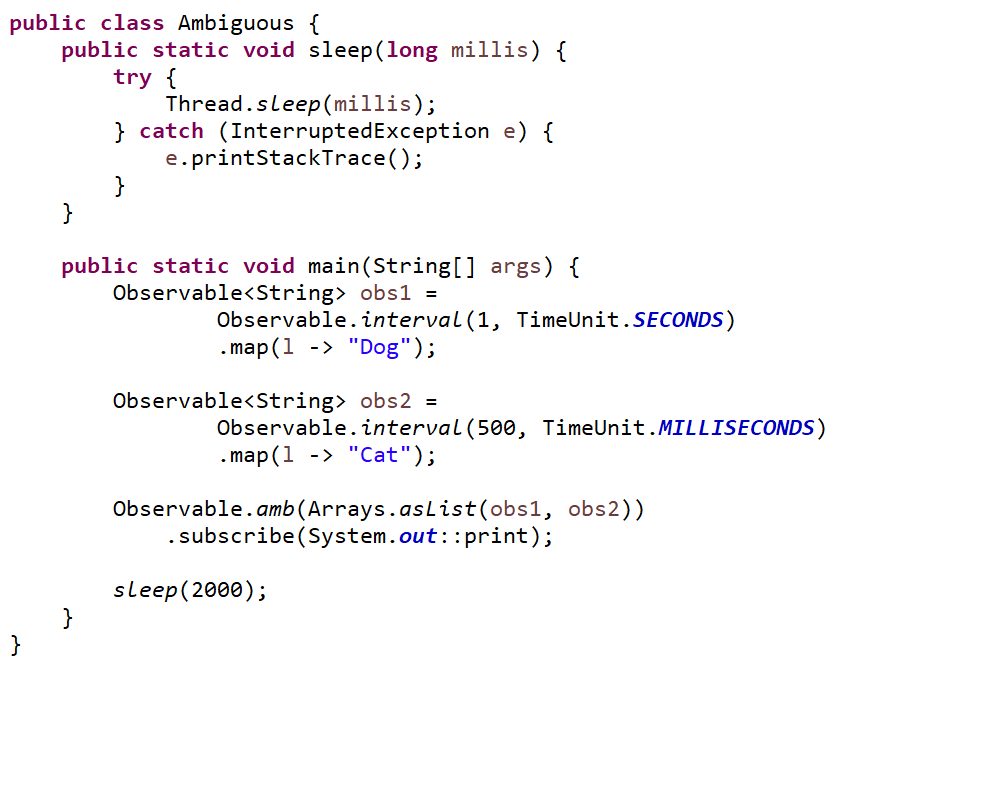 public class Ambiguous {
    public static void sleep(long millis) {
        try {
            Thread.sleep(millis);
        } catch (InterruptedException e) {
            e.printStackTrace();
        }
    }

    public static void main(String[] args) {
        Observable<String> obs1 =
                Observable.interval(1, TimeUnit.SECONDS)
                .map(l -> "Dog");

        Observable<String> obs2 =
                Observable.interval(500, TimeUnit.MILLISECONDS)
                .map(l -> "Cat");

        Observable.amb(Arrays.asList(obs1, obs2))
            .subscribe(System.out::print);

        sleep(2000);
    }
}